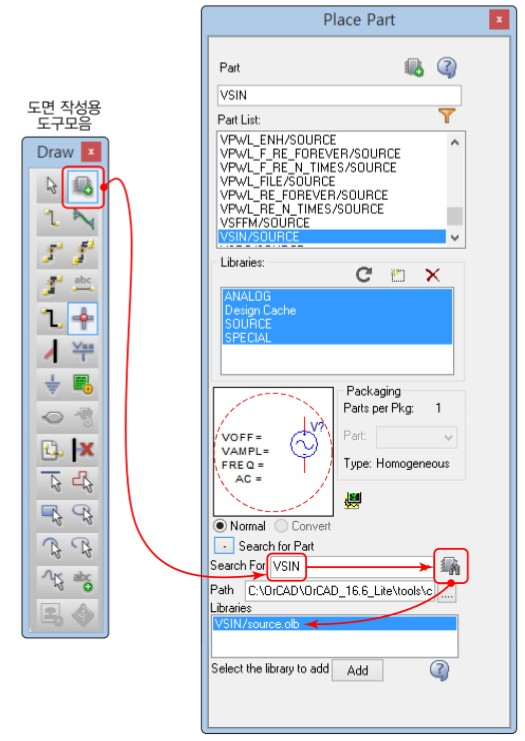 Place Part
x
Part
VSIN
Part List:
VPWL_ENH/SOURCE
VPWL_F_RE_FOREVER/SOURCE
VPWL_F_RE_N_TIMES/SOURCE
VPWL_FILE/SOURCE
VPWL_RE_FOREVER/SOURCE
VPWL_RE_N_TIMES/SOURCE
VSFFM/SOURCE
VSIN/SOURCE
Libraries:
ANALOG
Design Cache
SOURCE
SPECIAL
V?
VOFF =
VAMPL=
FREQ =
AC =
Packaging
Parts per Pkg: 1
Part:
Type: Homogeneous
Normal Convert
- Search for Part
Search For VSIN
Path C:\OrCAD\OrCAD_16.6_Lite\tools\c ....
Libraries
VSIN/source.olb
Select the library to add Add
도면 작성용
도구모음
Draw x
abc
Vss
abc